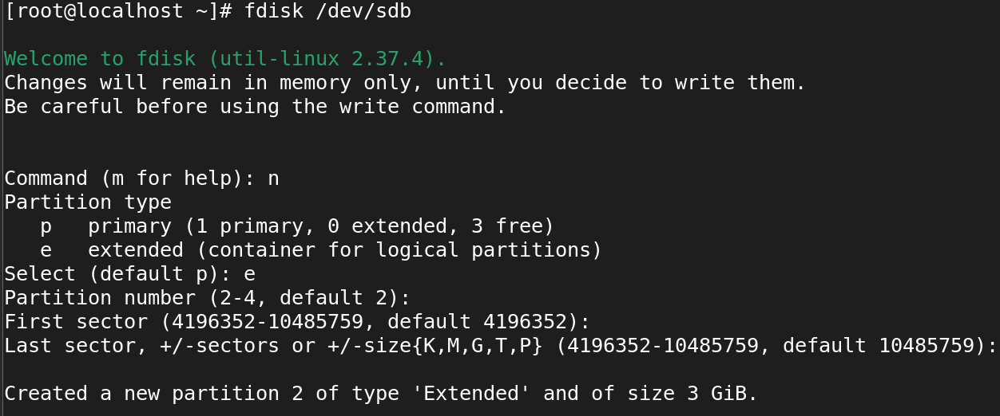 [root@localhost ~]# fdisk /dev/sdb
Welcome to fdisk (util-linux 2.37.4).
Changes will remain in memory only, until you decide to write them.
Be careful before using the write command.
Command (m for help): n
Partition type
   p   primary (1 primary, 0 extended, 3 free)
   e   extended (container for logical partitions)
Select (default p): e
Partition number (2-4, default 2):
First sector (4196352-10485759, default 4196352):
Last sector, +/-sectors or +/-size{K,M,G,T,P} (4196352-10485759, default 10485759):
Created a new partition 2 of type 'Extended' and of size 3 GiB.